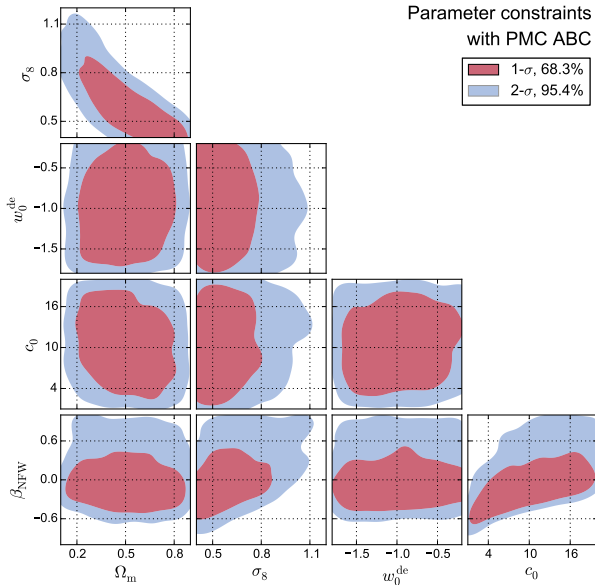 Parameter constraints
with PMC ABC
1-σ, 68.3%
2-σ, 95.4%
1.1
0.8
0.5
σ₈
−0.5
−1.0
−1.5
w₀ᵈᵉ
16
10
4
c₀
0.6
0.0
−0.6
β_NFW
0.2 0.5 0.8
Ωₘ
0.5 0.8 1.1
σ₈
−1.5 −1.0 −0.5
w₀ᵈᵉ
4 10 16
c₀